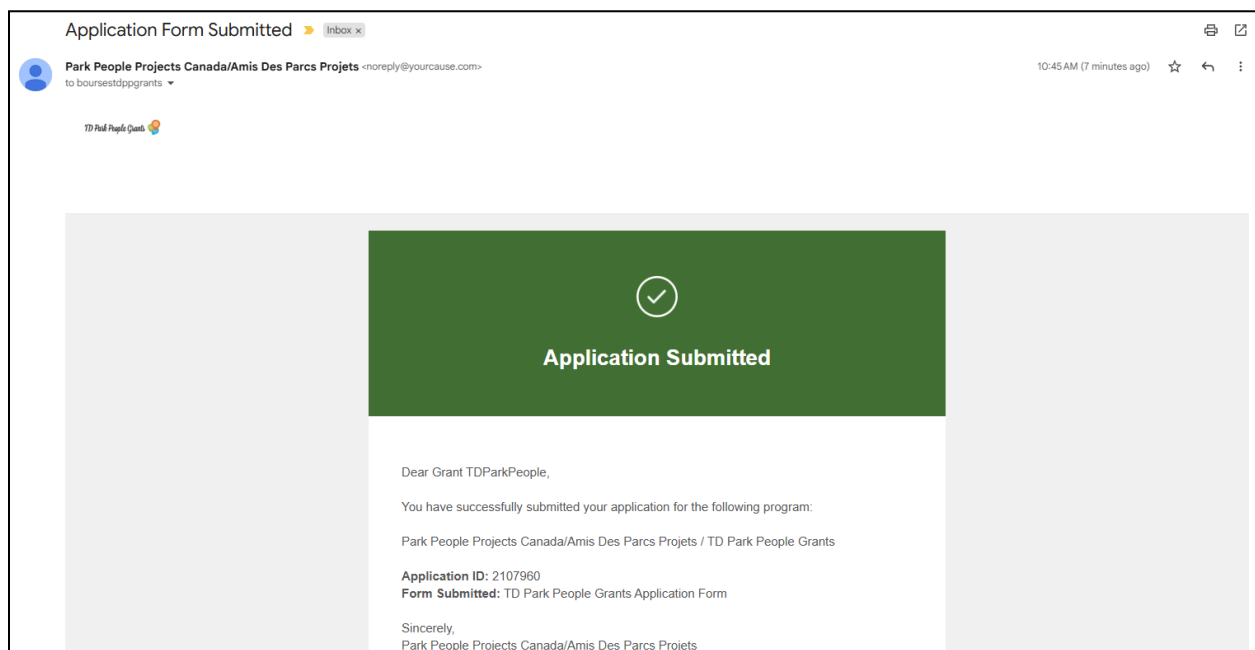 Application Form Submitted
Inbox ×
Park People Projects Canada/Amis Des Parcs Projets <noreply@yourcause.com>
10:45 AM (7 minutes ago)
to boursestdppgrants
TD Park People Grants
Application Submitted
Dear Grant TDParkPeople,
You have successfully submitted your application for the following program:
Park People Projects Canada/Amis Des Parcs Projets / TD Park People Grants
Application ID: 2107960
Form Submitted: TD Park People Grants Application Form
Sincerely,
Park People Projects Canada/Amis Des Parcs Projets